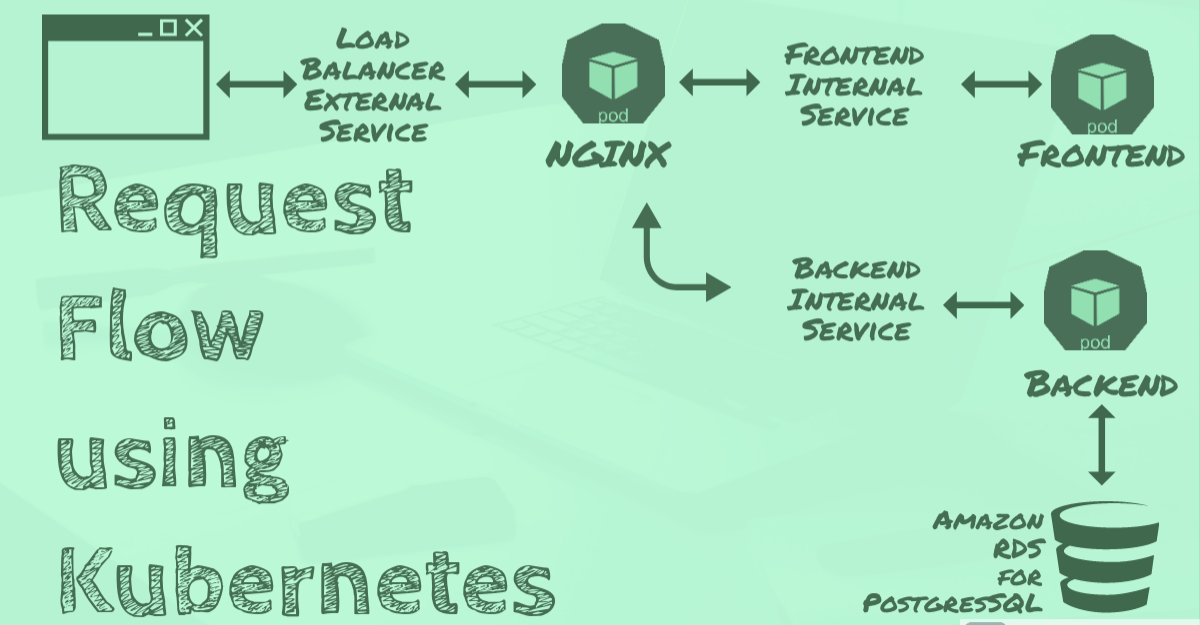 Load
Balancer
External
Service
pod
NGINX
Frontend
Internal
Service
pod
Frontend
Request
Flow
using
Kubernetes
Backend
Internal
Service
pod
Backend
Amazon
RDS
for
PostgresSQL